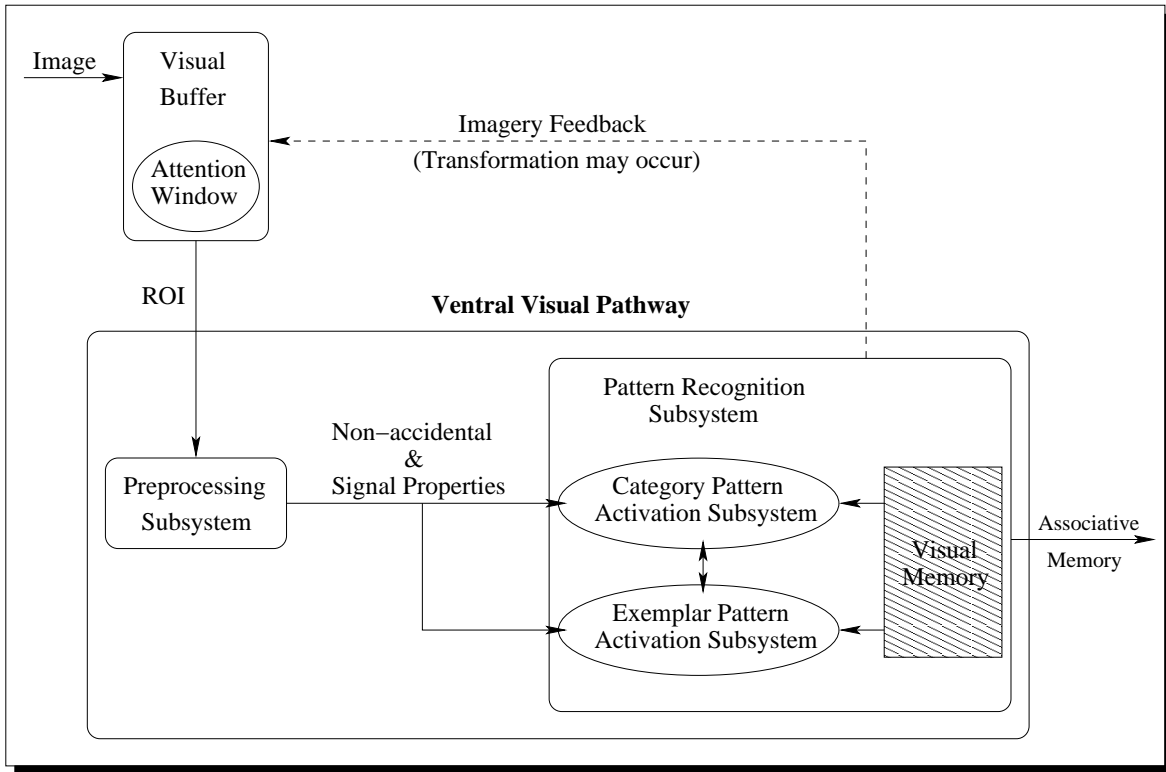 Image
Visual
Buffer
Attention
Window
Imagery Feedback
(Transformation may occur)
ROI
Ventral Visual Pathway
Pattern Recognition
Subsystem
Non−accidental
&
Signal Properties
Preprocessing
Subsystem
Category Pattern
Activation Subsystem
Visual
Memory
Associative
Memory
Exemplar Pattern
Activation Subsystem